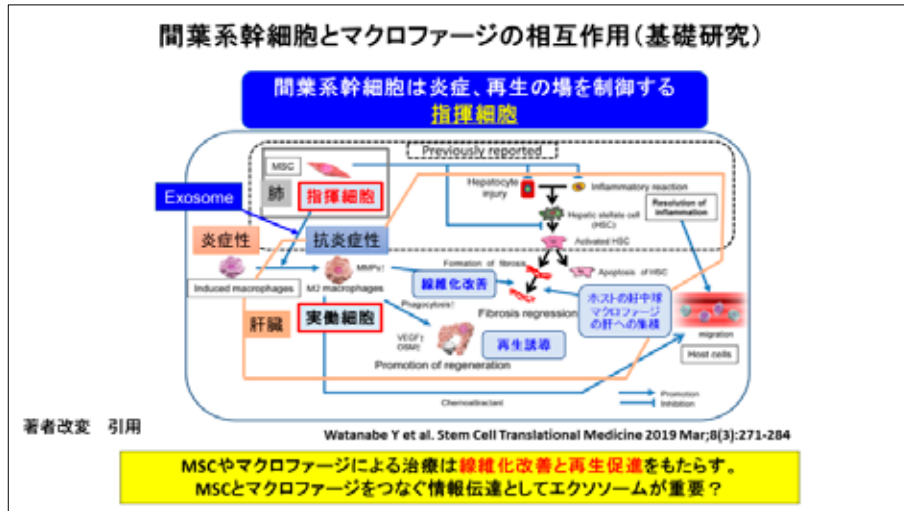 間葉系幹細胞とマクロファージの相互作用(基礎研究)
間葉系幹細胞は炎症、再生の場を制御する
指揮細胞
Previously reported
MSC
肺
指揮細胞
Exosome
Hepatocyte
injury
Inflammatory reaction
Hepatic stellate cell
(HSC)
Resolution of
inflammation
炎症性
抗炎症性
Activated HSC
MMPs↑
Formation of fibrosis
Apoptosis of HSC
Induced macrophages
M2 macrophages
線維化改善
Phagocytosis↑
Fibrosis regression
ホストの好中球
マクロファージ
の肝への集積
肝臓
実働細胞
VEGF↑
OSM↑
再生誘導
migration
Host cells
Promotion of regeneration
Chemoattractant
Promotion
Inhibition
著者改変 引用
Watanabe Y et al. Stem Cell Translational Medicine 2019 Mar;8(3):271-284
MSCやマクロファージによる治療は線維化改善と再生促進をもたらす。
MSCとマクロファージをつなぐ情報伝達としてエクソソームが重要?